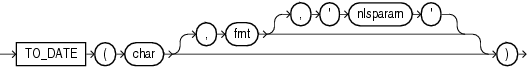 , ' nlsparam '
, fmt
TO_DATE ( char )